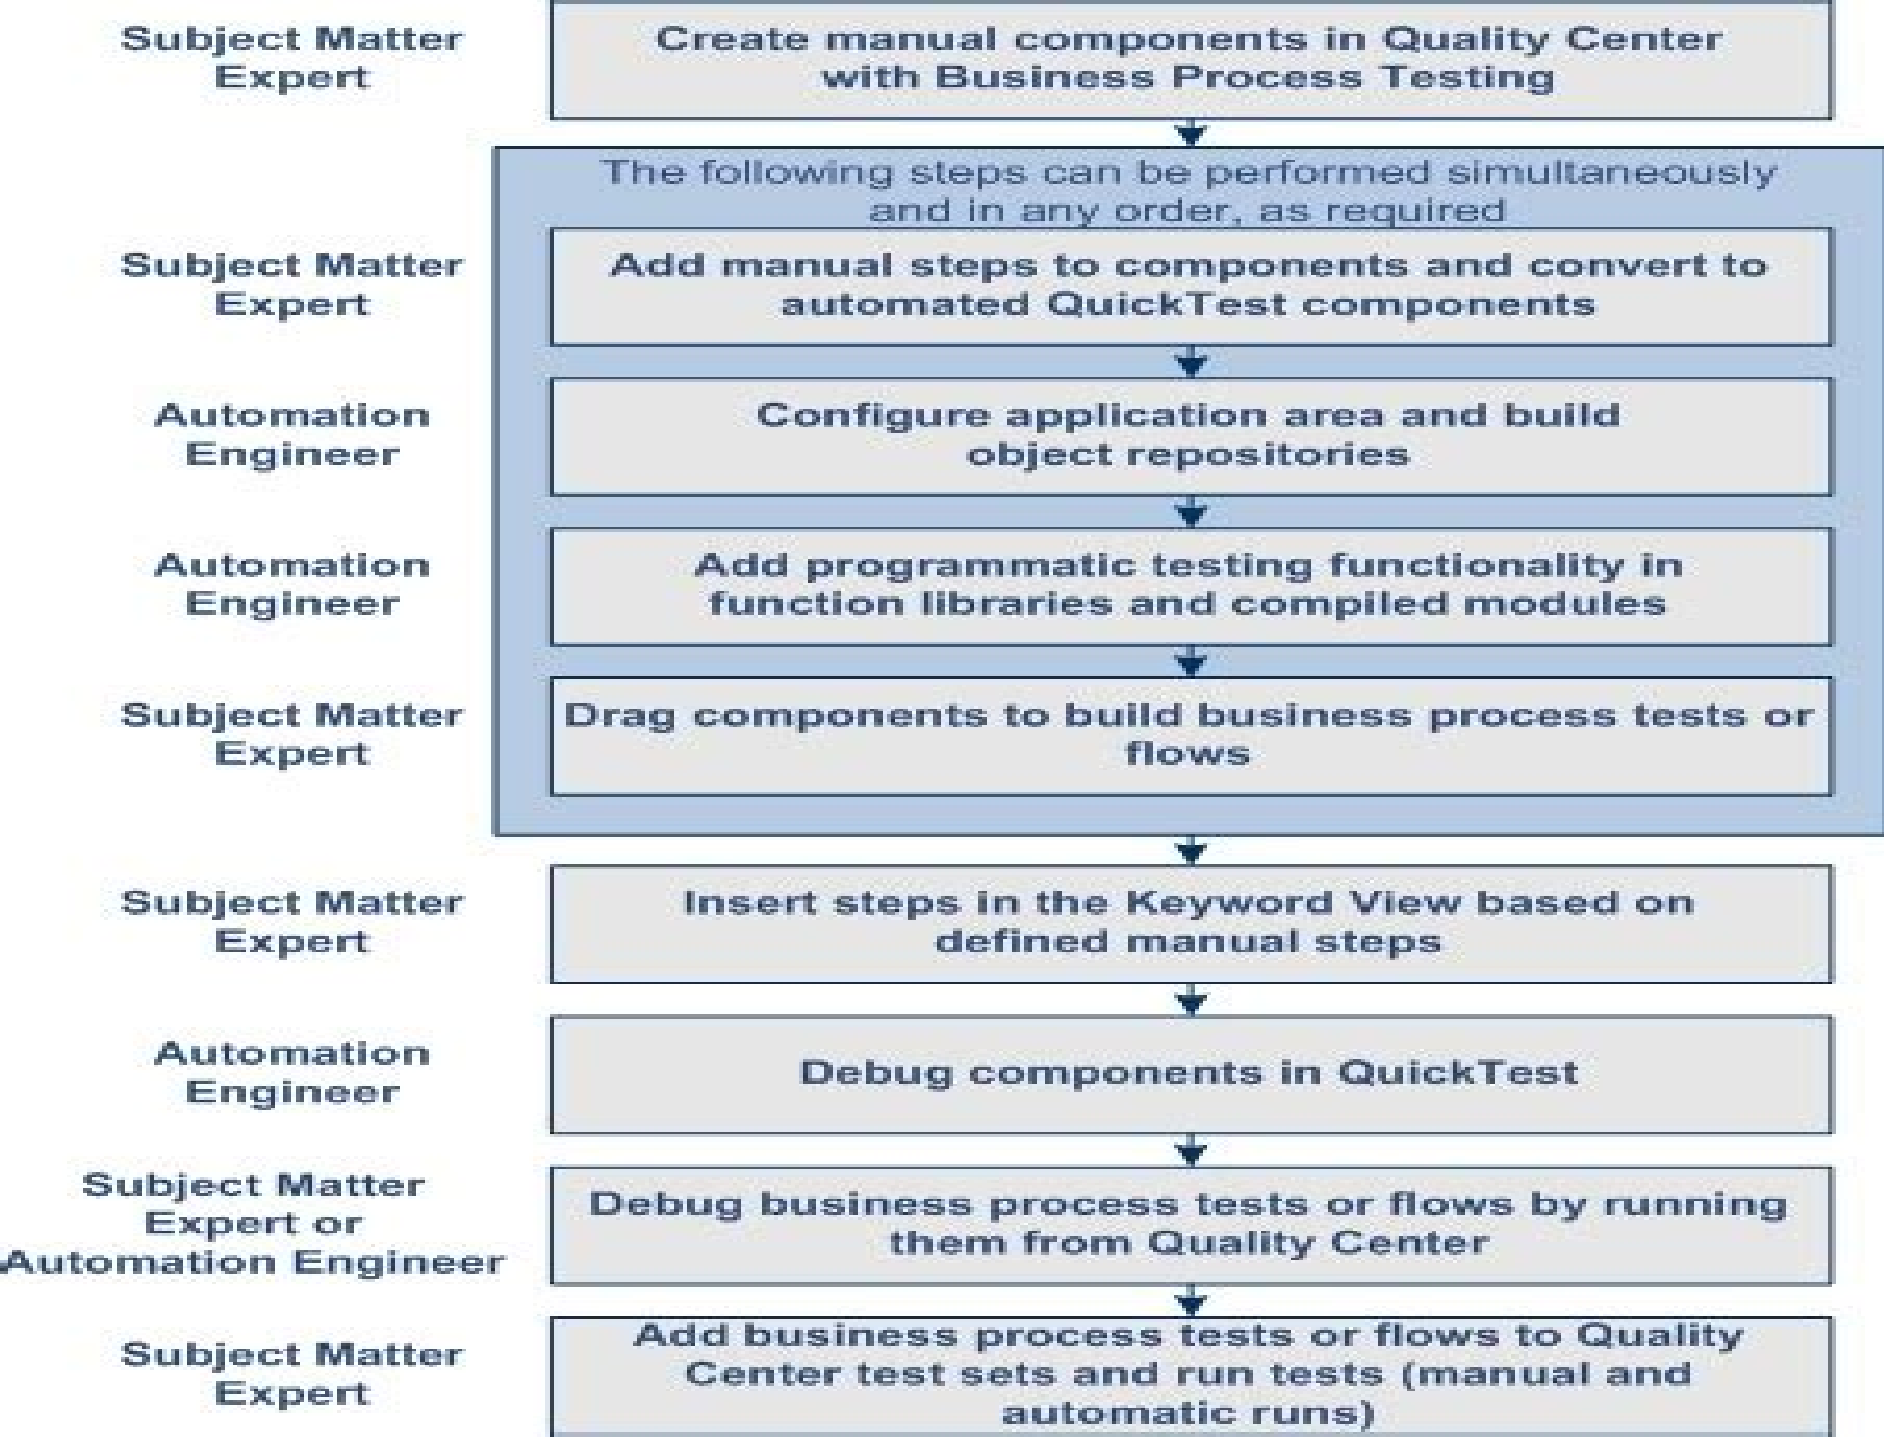 Subject Matter
Expert
Create manual components in Quality Center
with Business Process Testing
The following steps can be performed simultaneously
and in any order, as required
Subject Matter
Expert
Add manual steps to components and convert to
automated QuickTest components
Automation
Engineer
Configure application area and build
object repositories
Automation
Engineer
Add programmatic testing functionality in
function libraries and compiled modules
Subject Matter
Expert
Drag components to build business process tests or
flows
Subject Matter
Expert
Insert steps in the Keyword View based on
defined manual steps
Automation
Engineer
Debug components in QuickTest
Subject Matter
Expert or
Automation Engineer
Debug business process tests or flows by running
them from Quality Center
Subject Matter
Expert
Add business process tests or flows to Quality
Center test sets and run tests (manual and
automatic runs)